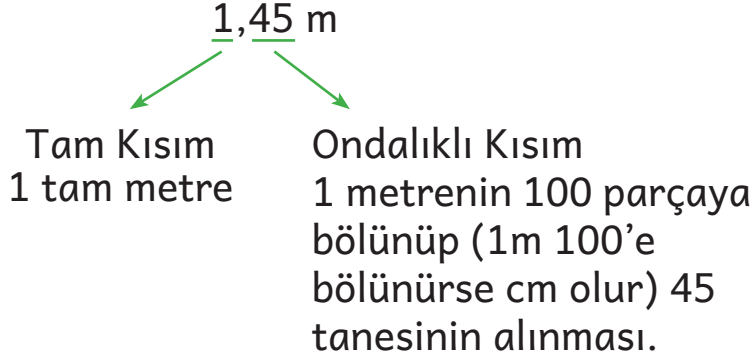 1,45 m
Tam Kısım
1 tam metre
Ondalıklı Kısım
1 metrenin 100 parçaya
bölünüp (1m 100’e
bölünürse cm olur) 45
tanesinin alınması.